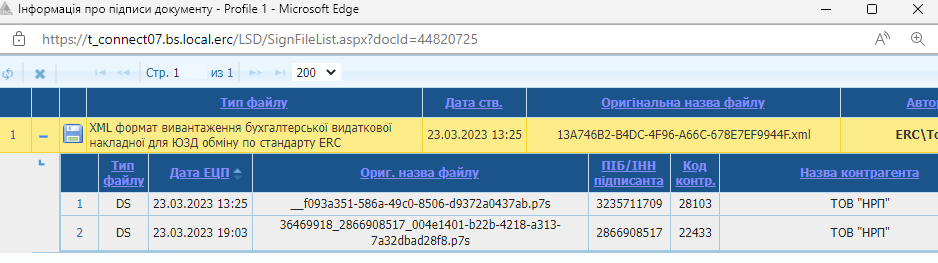 Інформація про підписи документу - Profile 1 - Microsoft Edge
https://t_connect07.bs.local.erc/LSD/SignFileList.aspx?docId=44820725
Стр. 1 из 1 200
Тип файлу Дата ств. Оригінальна назва файлу Автор
1 XML формат вивантаження бухгалтерської видаткової накладної для ЮЗД обміну по стандарту ERC 23.03.2023 13:25 13A746B2-B4DC-4F96-A66C-678E7EF9944F.xml ERC\To
Тип файлу Дата ЕЦП Ориг. назва файлу ПІБ/ІНН підписанта Код контр. Назва контрагента
1 DS 23.03.2023 13:25 __f093a351-586a-49c0-8506-d9372a0437ab.p7s 3235711709 28103 ТОВ "НРП"
2 DS 23.03.2023 19:03 36469918_2866908517_004e1401-b22b-4218-a313-7a32dbad28f8.p7s 2866908517 22433 ТОВ "НРП"